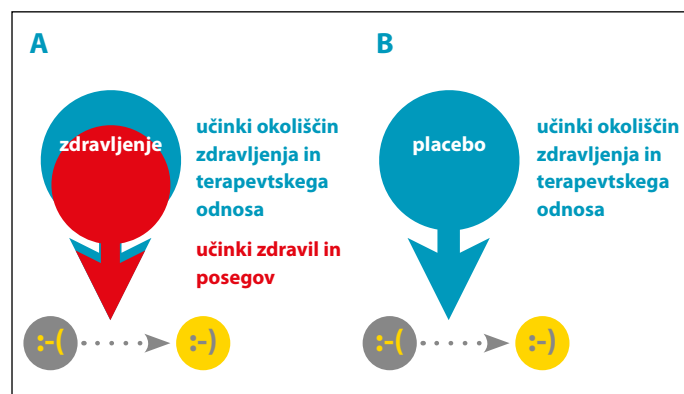 A
zdravljenje
učinki okoliščin
zdravljenja in
terapevtskega
odnosa
učinki zdravil in
posegov
:-(
:-)
B
placebo
učinki okoliščin
zdravljenja in
terapevtskega
odnosa
:-(
:-)